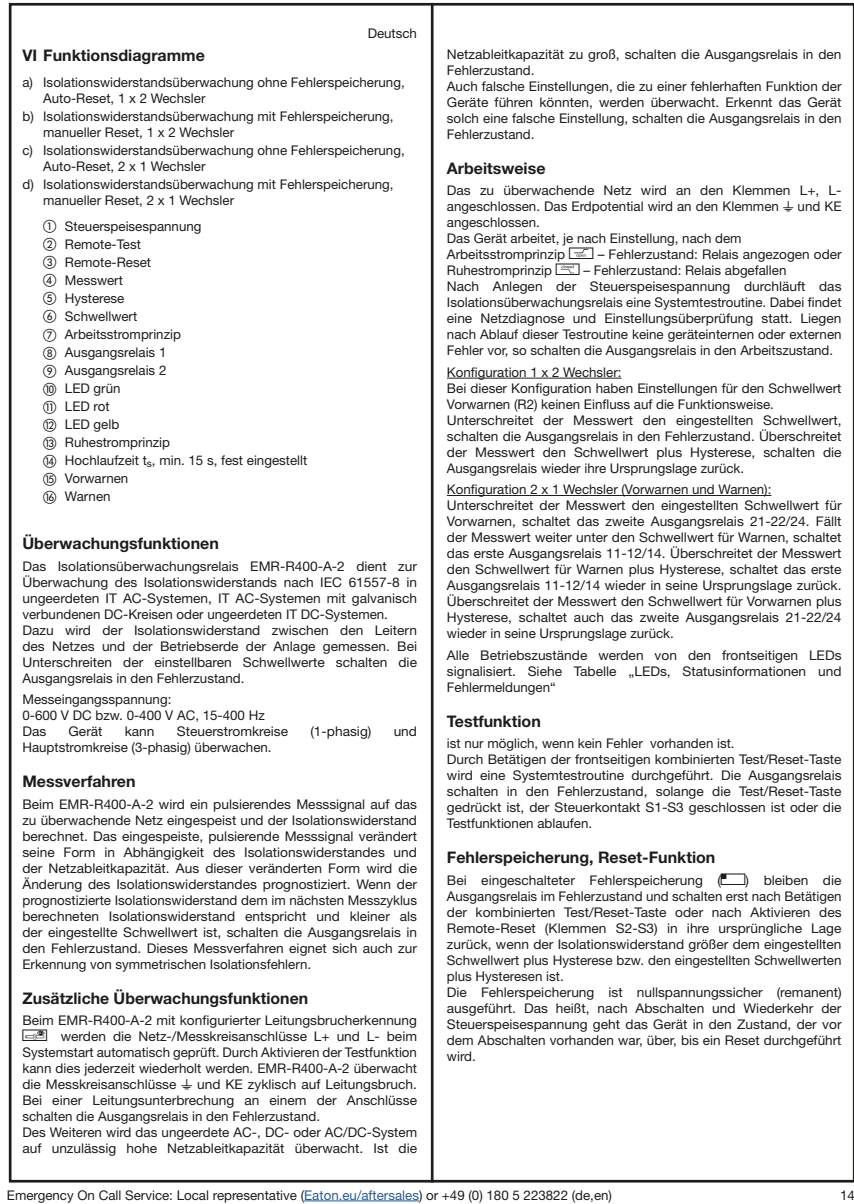 Deutsch
VI Funktionsdiagramme
a) Isolationswiderstandsüberwachung ohne Fehlerspeicherung,
Auto-Reset, 1 x 2 Wechsler
b) Isolationswiderstandsüberwachung mit Fehlerspeicherung,
manueller Reset, 1 x 2 Wechsler
c) Isolationswiderstandsüberwachung ohne Fehlerspeicherung,
Auto-Reset, 2 x 1 Wechsler
d) Isolationswiderstandsüberwachung mit Fehlerspeicherung,
manueller Reset, 2 x 1 Wechsler
① Steuerspeisespannung
② Remote-Test
③ Remote-Reset
④ Messwert
⑤ Hysterese
⑥ Schwellwert
⑦ Arbeitsstromprinzip
⑧ Ausgangsrelais 1
⑨ Ausgangsrelais 2
⑩ LED grün
⑪ LED rot
⑫ LED gelb
⑬ Ruhestromprinzip
⑭ Hochlaufzeit ts, min. 15 s, fest eingestellt
⑮ Vorwarnen
⑯ Warnen
Überwachungsfunktionen
Das Isolationsüberwachungsrelais EMR-R400-A-2 dient zur
Überwachung des Isolationswiderstands nach IEC 61557-8 in
ungeerdeten IT AC-Systemen, IT AC-Systemen mit galvanisch
verbundenen DC-Kreisen oder ungeerdeten IT DC-Systemen.
Dazu wird der Isolationswiderstand zwischen den Leitern
des Netzes und der Betriebserde der Anlage gemessen. Bei
Unterschreiten der einstellbaren Schwellwerte schalten die
Ausgangsrelais in den Fehlerzustand.
Messeingangsspannung:
0-600 V DC bzw. 0-400 V AC, 15-400 Hz
Das Gerät kann Steuerstromkreise (1-phasig) und
Hauptstromkreise (3-phasig) überwachen.
Messverfahren
Beim EMR-R400-A-2 wird ein pulsierendes Messsignal auf das
zu überwachende Netz eingespeist und der Isolationswiderstand
berechnet. Das eingespeiste, pulsierende Messsignal verändert
seine Form in Abhängigkeit des Isolationswiderstandes und
der Netzableitkapazität. Aus dieser veränderten Form wird die
Änderung des Isolationswiderstandes prognostiziert. Wenn der
prognostizierte Isolationswiderstand dem im nächsten Messzyklus
berechneten Isolationswiderstand entspricht und kleiner als
der eingestellte Schwellwert ist, schalten die Ausgangsrelais in
den Fehlerzustand. Dieses Messverfahren eignet sich auch zur
Erkennung von symmetrischen Isolationsfehlern.
Zusätzliche Überwachungsfunktionen
Beim EMR-R400-A-2 mit konfigurierter Leitungsbrucherkennung
werden die Netz-/Messkreisanschlüsse L+ und L- beim
Systemstart automatisch geprüft. Durch Aktivieren der Testfunktion
kann dies jederzeit wiederholt werden. EMR-R400-A-2 überwacht
die Messkreisanschlüsse ⏚ und KE zyklisch auf Leitungsbruch.
Bei einer Leitungsunterbrechung an einem der Anschlüsse
schalten die Ausgangsrelais in den Fehlerzustand.
Des Weiteren wird das ungeerdete AC-, DC- oder AC/DC-System
auf unzulässig hohe Netzableitkapazität überwacht. Ist die
Netzableitkapazität zu groß, schalten die Ausgangsrelais in den
Fehlerzustand.
Auch falsche Einstellungen, die zu einer fehlerhaften Funktion der
Geräte führen könnten, werden überwacht. Erkennt das Gerät
solch eine falsche Einstellung, schalten die Ausgangsrelais in den
Fehlerzustand.
Arbeitsweise
Das zu überwachende Netz wird an den Klemmen L+, L-
angeschlossen. Das Erdpotential wird an den Klemmen ⏚ und KE
angeschlossen.
Das Gerät arbeitet, je nach Einstellung, nach dem
Arbeitsstromprinzip – Fehlerzustand: Relais angezogen oder
Ruhestromprinzip – Fehlerzustand: Relais abgefallen
Nach Anlegen der Steuerspeisespannung durchläuft das
Isolationsüberwachungsrelais eine Systemtestroutine. Dabei findet
eine Netzdiagnose und Einstellungsüberprüfung statt. Liegen
nach Ablauf dieser Testroutine keine geräteinternen oder externen
Fehler vor, so schalten die Ausgangsrelais in den Arbeitszustand.
Konfiguration 1 x 2 Wechsler:
Bei dieser Konfiguration haben Einstellungen für den Schwellwert
Vorwarnen (R2) keinen Einfluss auf die Funktionsweise.
Unterschreitet der Messwert den eingestellten Schwellwert,
schalten die Ausgangsrelais in den Fehlerzustand. Überschreitet
der Messwert den Schwellwert plus Hysterese, schalten die
Ausgangsrelais wieder ihre Ursprungslage zurück.
Konfiguration 2 x 1 Wechsler (Vorwarnen und Warnen):
Unterschreitet der Messwert den eingestellten Schwellwert für
Vorwarnen, schaltet das zweite Ausgangsrelais 21-22/24. Fällt
der Messwert weiter unter den Schwellwert für Warnen, schaltet
das erste Ausgangsrelais 11-12/14. Überschreitet der Messwert
den Schwellwert für Warnen plus Hysterese, schaltet das erste
Ausgangsrelais 11-12/14 wieder in seine Ursprungslage zurück.
Überschreitet der Messwert den Schwellwert für Vorwarnen plus
Hysterese, schaltet auch das zweite Ausgangsrelais 21-22/24
wieder in seine Ursprungslage zurück.
Alle Betriebszustände werden von den frontseitigen LEDs
signalisiert. Siehe Tabelle „LEDs, Statusinformationen und
Fehlermeldungen“
Testfunktion
ist nur möglich, wenn kein Fehler vorhanden ist.
Durch Betätigen der frontseitigen kombinierten Test/Reset-Taste
wird eine Systemtestroutine durchgeführt. Die Ausgangsrelais
schalten in den Fehlerzustand, solange die Test/Reset-Taste
gedrückt ist, der Steuerkontakt S1-S3 geschlossen ist oder die
Testfunktionen ablaufen.
Fehlerspeicherung, Reset-Funktion
Bei eingeschalteter Fehlerspeicherung ( ) bleiben die
Ausgangsrelais im Fehlerzustand und schalten erst nach Betätigen
der kombinierten Test/Reset-Taste oder nach Aktivieren des
Remote-Reset (Klemmen S2-S3) in ihre ursprüngliche Lage
zurück, wenn der Isolationswiderstand größer dem eingestellten
Schwellwert plus Hysterese bzw. den eingestellten Schwellwerten
plus Hysteresen ist.
Die Fehlerspeicherung ist nullspannungssicher (remanent)
ausgeführt. Das heißt, nach Abschalten und Wiederkehr der
Steuerspeisespannung geht das Gerät in den Zustand, der vor
dem Abschalten vorhanden war, über, bis ein Reset durchgeführt
wird.
Emergency On Call Service: Local representative (Eaton.eu/aftersales) or +49 (0) 180 5 223822 (de,en) 14